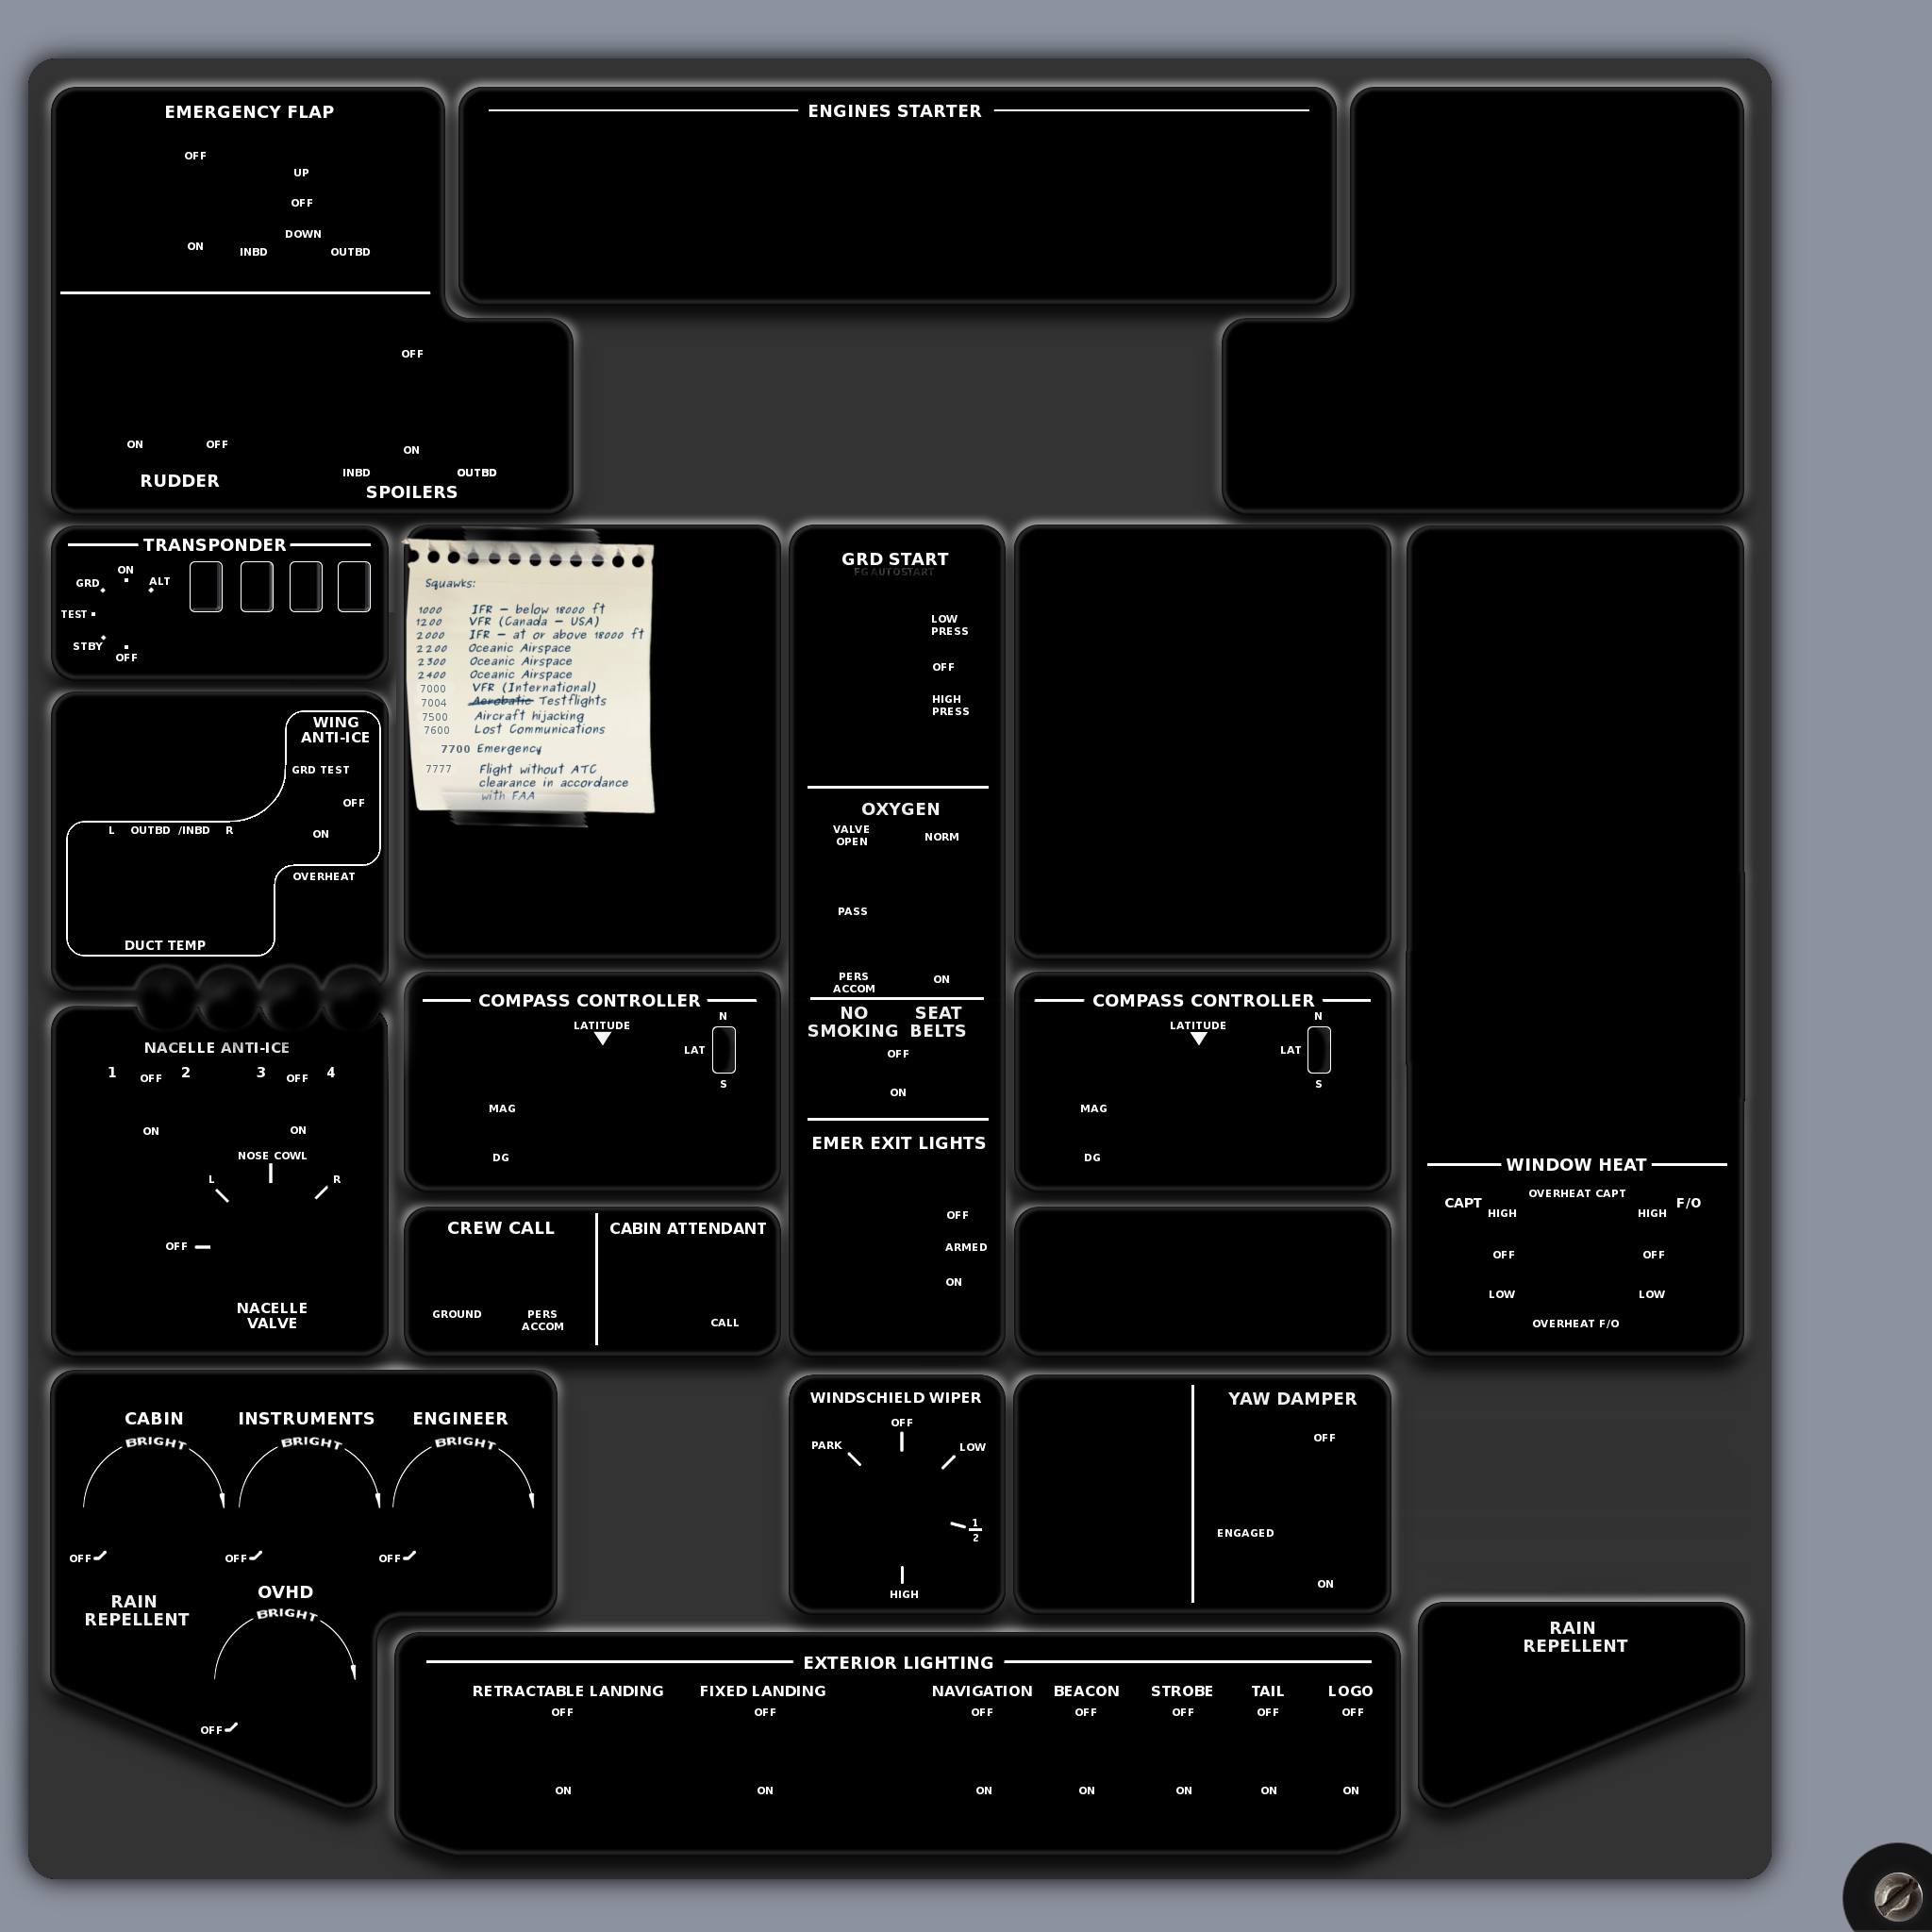 EMERGENCY FLAP
OFF
UP
OFF
DOWN
ON
INBD
OUTBD
OFF
ON
OFF
ON
RUDDER
INBD
OUTBD
SPOILERS
ENGINES STARTER
TRANSPONDER
ON
GRD
ALT
TEST
STBY
OFF
WING
ANTI-ICE
GRD TEST
OFF
L OUTBD /INBD R
ON
OVERHEAT
DUCT TEMP
NACELLE ANTI-ICE
1 OFF 2 3 OFF 4
ON ON
NOSE COWL
L R
OFF
NACELLE
VALVE
Squawks:
1000 IFR – below 18000 ft
1200 VFR (Canada – USA)
2000 IFR – at or above 18000 ft
2200 Oceanic Airspace
2300 Oceanic Airspace
2400 Oceanic Airspace
7000 VFR (International)
7004 Aerobatic Testflights
7500 Aircraft hijacking
7600 Lost Communications
7700 Emergency
7777 Flight without ATC
clearance in accordance
with FAA
GRD START
FG AUTOSTART
LOW
PRESS
OFF
HIGH
PRESS
OXYGEN
VALVE
OPEN
NORM
PASS
PERS
ACCOM
ON
NO
SMOKING
SEAT
BELTS
OFF
ON
EMER EXIT LIGHTS
OFF
ARMED
ON
COMPASS CONTROLLER
LATITUDE
N
LAT
S
MAG
DG
COMPASS CONTROLLER
LATITUDE
N
LAT
S
MAG
DG
CREW CALL
GROUND
PERS
ACCOM
CABIN ATTENDANT
CALL
WINDOW HEAT
OVERHEAT CAPT
CAPT
HIGH
HIGH
F/O
OFF
OFF
LOW
LOW
OVERHEAT F/O
CABIN
BRIGHT
OFF
INSTRUMENTS
BRIGHT
OFF
ENGINEER
BRIGHT
OFF
RAIN
REPELLENT
OVHD
BRIGHT
OFF
WINDSCHIELD WIPER
OFF
PARK
LOW
1
2
HIGH
YAW DAMPER
OFF
ENGAGED
ON
EXTERIOR LIGHTING
RETRACTABLE LANDING FIXED LANDING NAVIGATION BEACON STROBE TAIL LOGO
OFF OFF OFF OFF OFF OFF OFF
ON ON ON ON ON ON ON
RAIN
REPELLENT